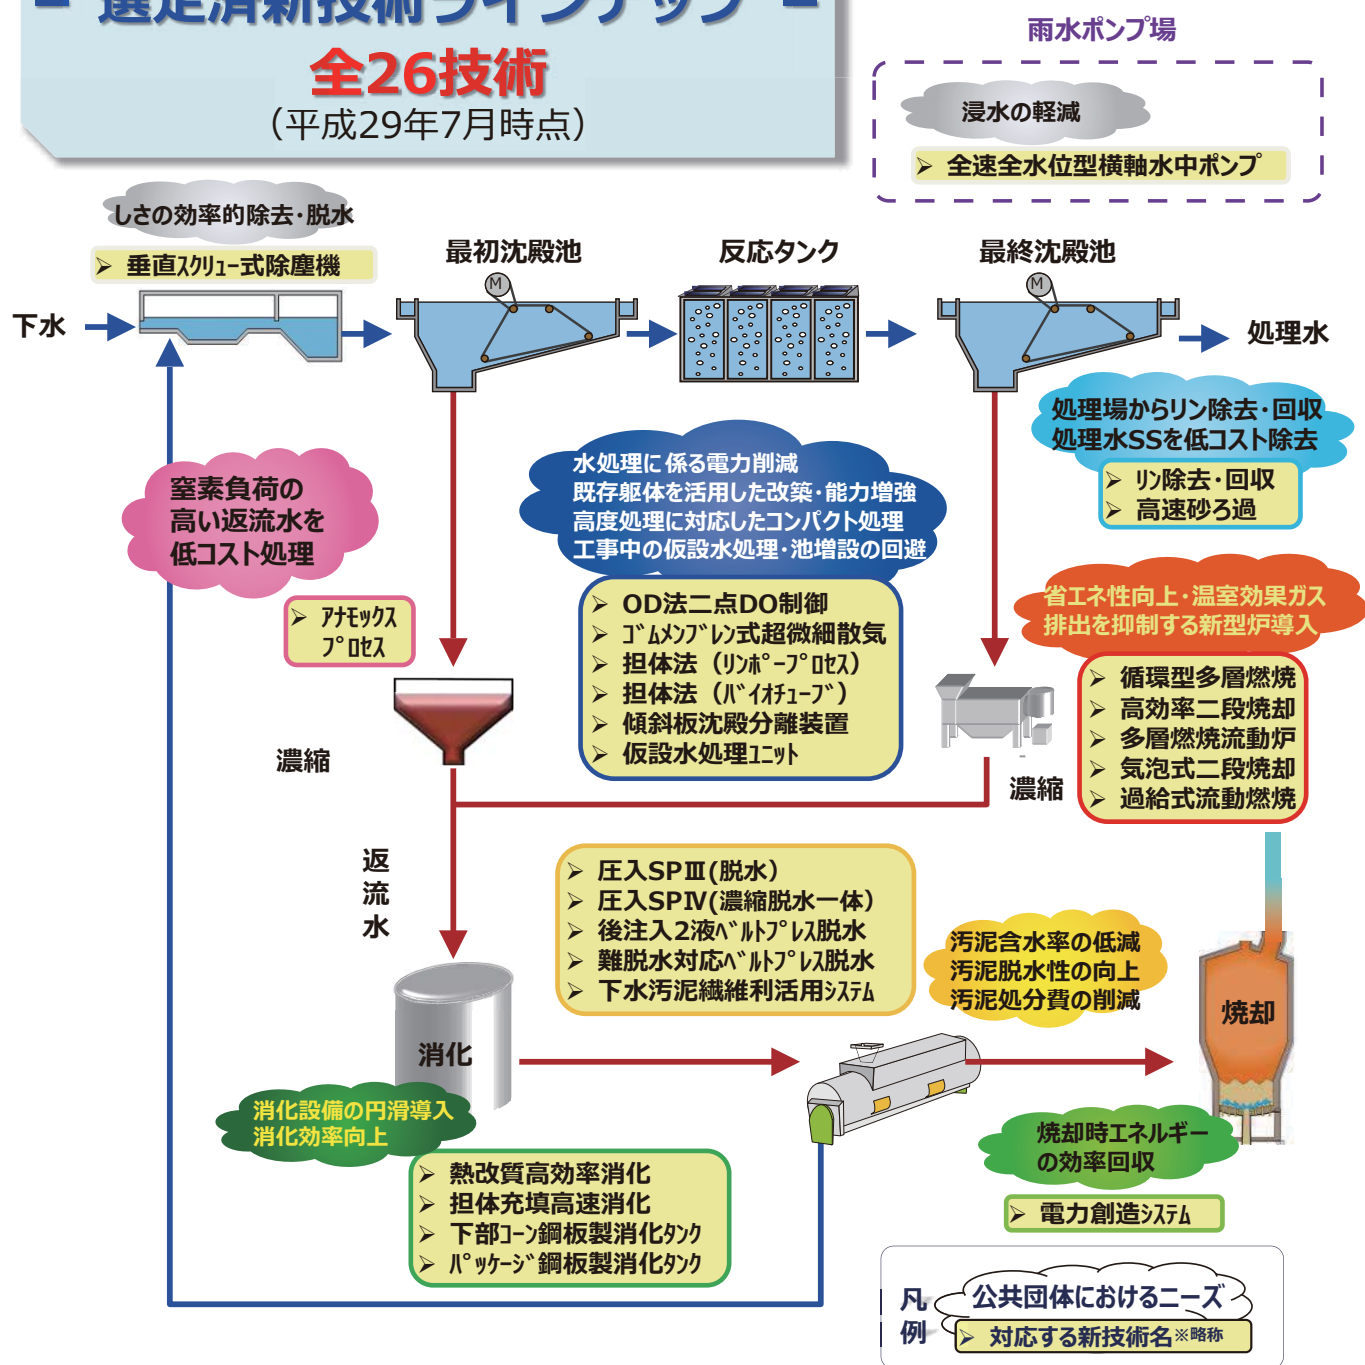 選定済新技術ラインナップ
全26技術
（平成29年7月時点）
雨水ポンプ場
浸水の軽減
➢ 全速全水位型横軸水中ポンプ
しさの効率的除去・脱水
➢ 垂直ｽｸﾘｭｰ式除塵機
最初沈殿池
反応タンク
最終沈殿池
M
M
下水
処理水
処理場からリン除去・回収
処理水SSを低コスト除去
➢ ﾘﾝ除去・回収
➢ 高速砂ろ過
窒素負荷の
高い返流水を
低コスト処理
➢ ｱﾅﾓｯｸｽ
ﾌﾟﾛｾｽ
水処理に係る電力削減
既存躯体を活用した改築・能力増強
高度処理に対応したコンパクト処理
工事中の仮設水処理・池増設の回避
➢ OD法二点DO制御
➢ ｺﾞﾑﾒﾝﾌﾞﾚﾝ式超微細散気
➢ 担体法（ﾘﾝﾎﾟｰﾌﾟﾛｾｽ）
➢ 担体法（ﾊﾞｲｵﾁｭｰﾌﾞ）
➢ 傾斜板沈殿分離装置
➢ 仮設水処理ﾕﾆｯﾄ
省エネ性向上・温室効果ガス
排出を抑制する新型炉導入
➢ 循環型多層燃焼
➢ 高効率二段焼却
➢ 多層燃焼流動炉
➢ 気泡式二段焼却
➢ 過給式流動燃焼
濃縮
濃縮
返
流
水
➢ 圧入SPⅢ(脱水）
➢ 圧入SPⅣ(濃縮脱水一体）
➢ 後注入2液ﾍﾞﾙﾄﾌﾟﾚｽ脱水
➢ 難脱水対応ﾍﾞﾙﾄﾌﾟﾚｽ脱水
➢ 下水汚泥繊維利活用ｼｽﾃﾑ
汚泥含水率の低減
汚泥脱水性の向上
汚泥処分費の削減
焼却
消化
消化設備の円滑導入
消化効率向上
➢ 熱改質高効率消化
➢ 担体充填高速消化
➢ 下部ｺｰﾝ鋼板製消化ﾀﾝｸ
➢ ﾊﾟｯｹｰｼﾞ鋼板製消化ﾀﾝｸ
焼却時エネルギー
の効率回収
➢ 電力創造ｼｽﾃﾑ
凡
例
公共団体におけるニーズ
➢ 対応する新技術名※略称